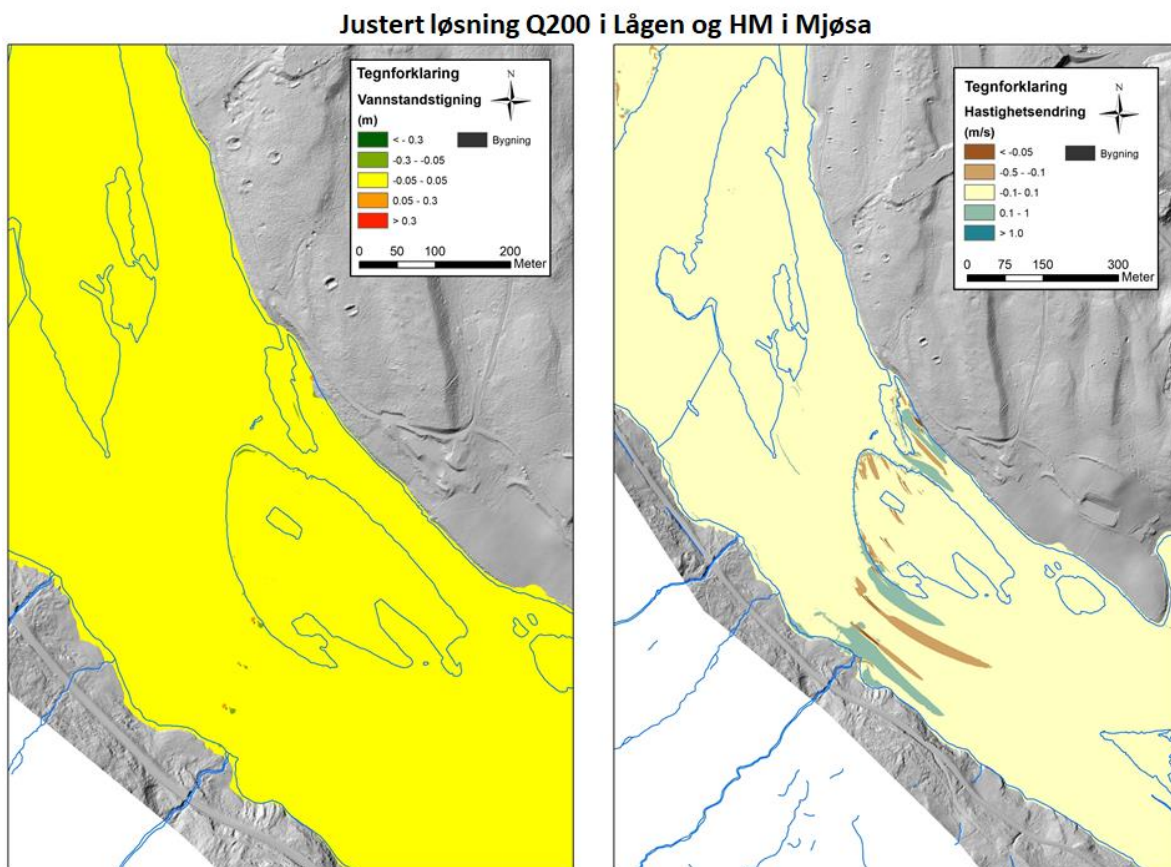 Justert løsning Q200 i Lågen og HM i Mjøsa
Tegnforklaring
N
Vannstandstigning
(m)
< - 0.3
Bygning
-0.3 - -0.05
-0.05 - 0.05
0.05 - 0.3
> 0.3
0 50 100 200
Meter
Tegnforklaring
N
Hastighetsendring
(m/s)
< -0.05
Bygning
-0.5 - -0.1
-0.1- 0.1
0.1 - 1
> 1.0
0 75 150 300
Meter